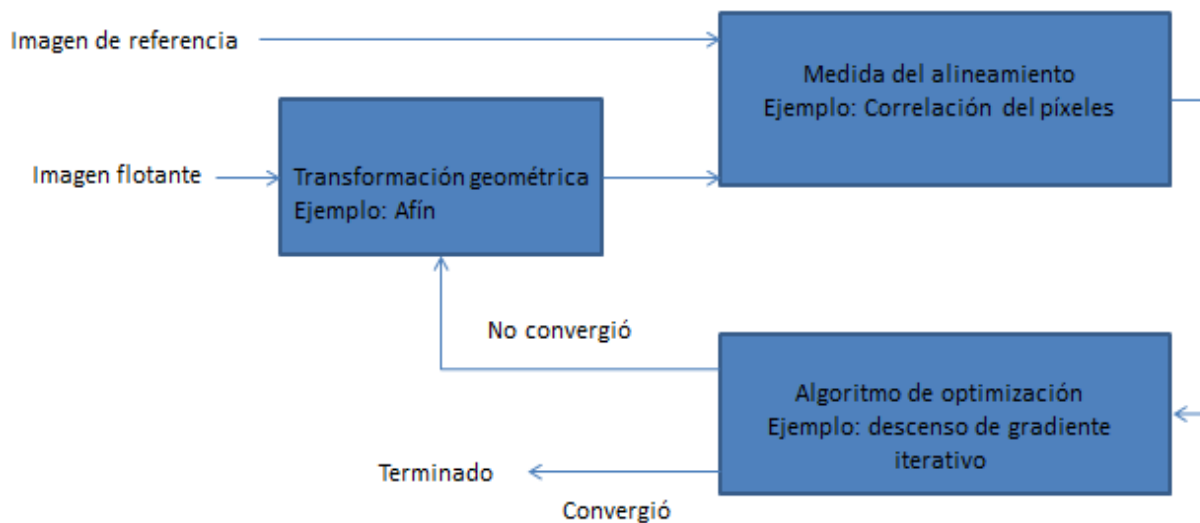 Imagen de referencia
Medida del alineamiento
Ejemplo: Correlación del píxeles
Imagen flotante
Transformación geométrica
Ejemplo: Afín
No convergió
Algoritmo de optimización
Ejemplo: descenso de gradiente
iterativo
Terminado
Convergió